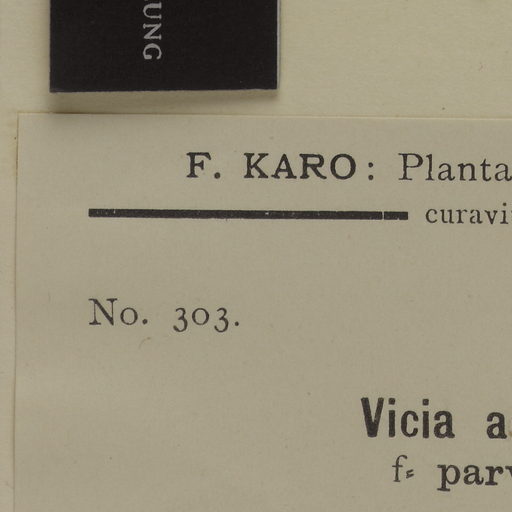 UNG
F. KARO: Planta
curavi
No. 303.
Vicia a
f. parv